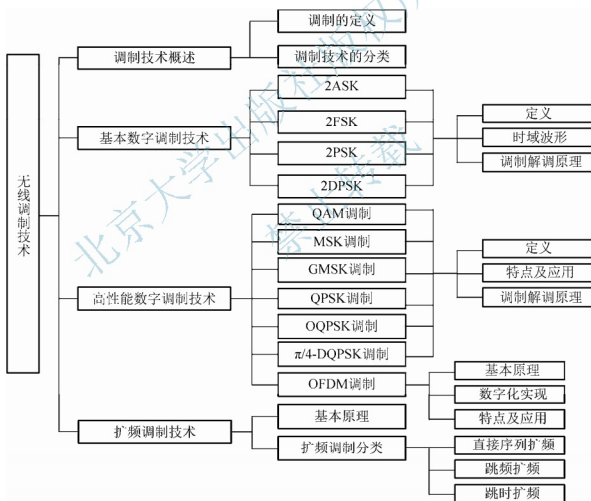 无线调制技术
调制技术概述
调制的定义
调制技术的分类
基本数字调制技术
2ASK
2FSK
2PSK
2DPSK
定义
时域波形
调制解调原理
高性能数字调制技术
QAM调制
MSK调制
GMSK调制
QPSK调制
OQPSK调制
π/4-DQPSK调制
OFDM调制
定义
特点及应用
调制解调原理
基本原理
数字化实现
特点及应用
扩频调制技术
基本原理
扩频调制分类
直接序列扩频
跳频扩频
跳时扩频
北京大学出版社版权所
禁止转载